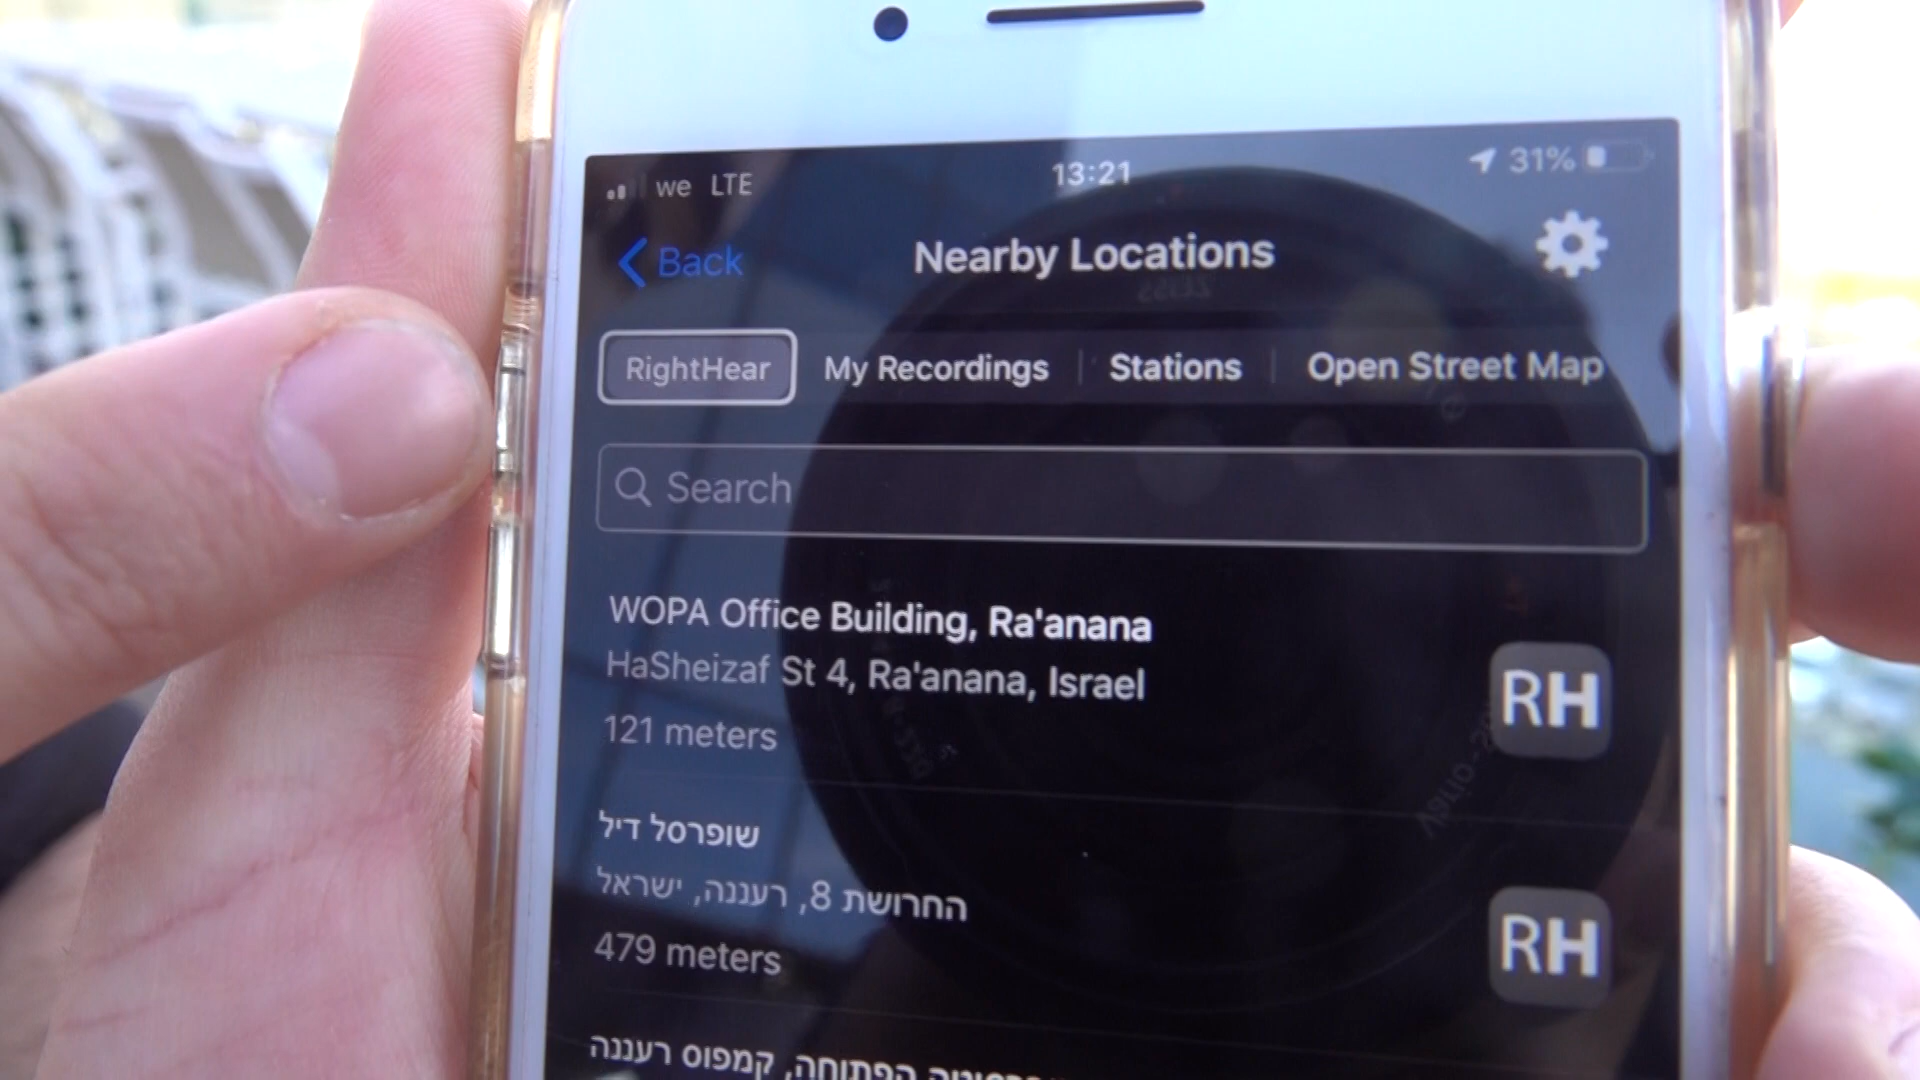 we LTE 13:21 31%
Back Nearby Locations
RightHear My Recordings Stations Open Street Map
Search
WOPA Office Building, Ra'anana
HaSheizaf St 4, Ra'anana, Israel
121 meters
RH
שופרסל דיל
החרושת 8, רעננה, ישראל
479 meters
RH
הפתוחה, קמפוס רעננה